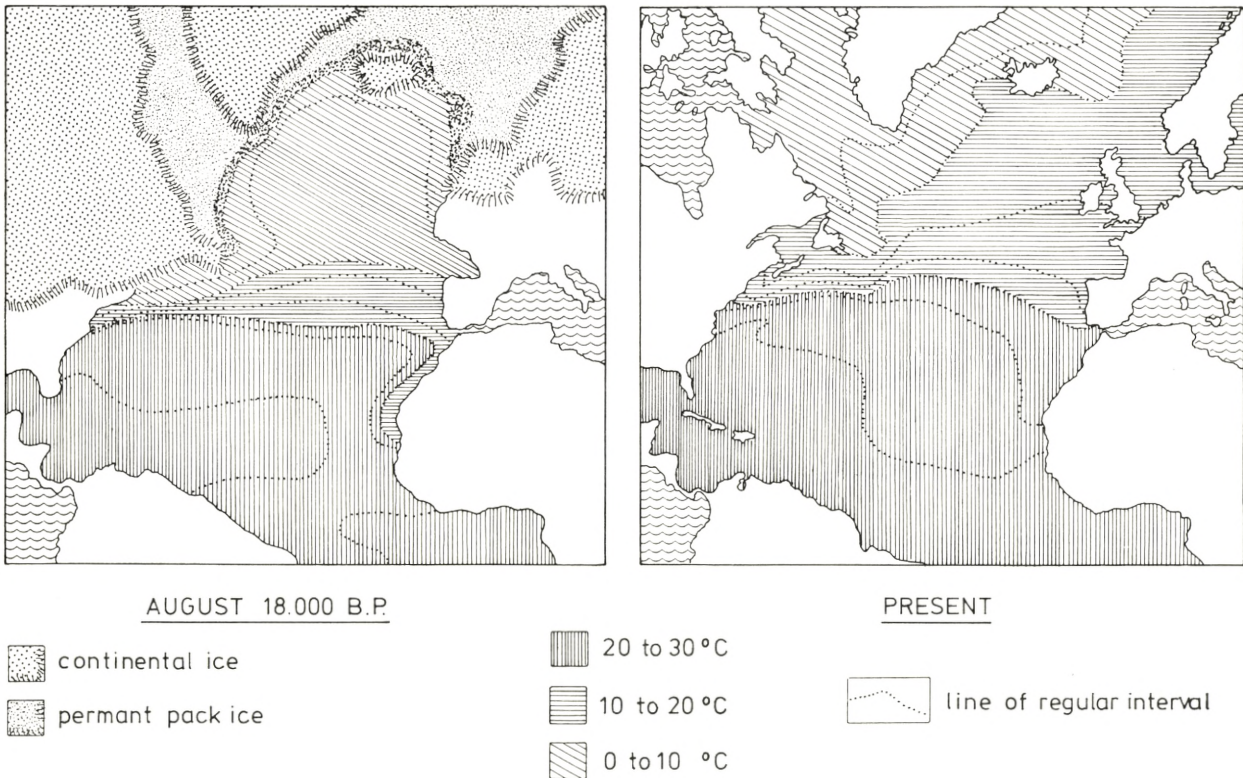 AUGUST 18.000 B.P.
PRESENT
continental ice
permant pack ice
20 to 30 °C
10 to 20 °C
0 to 10 °C
line of regular interval